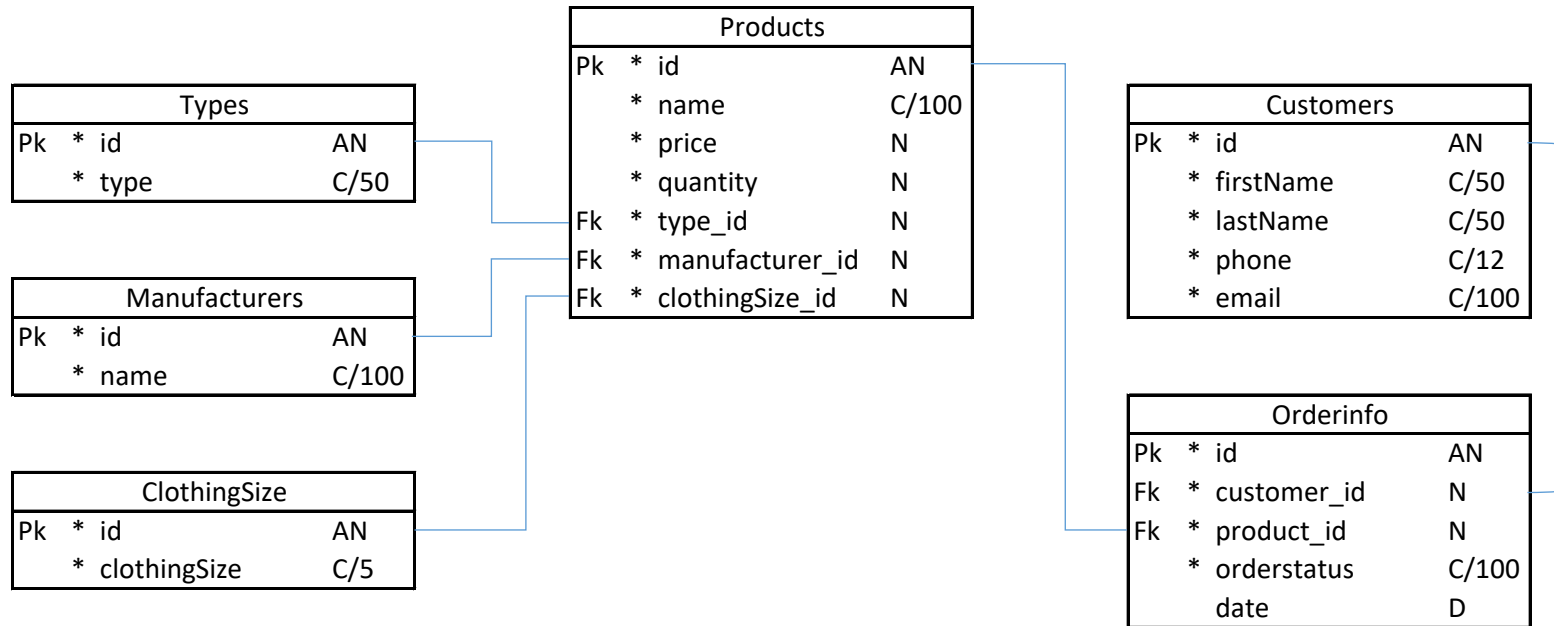 Types
Pk * id AN
* type C/50
Manufacturers
Pk * id AN
* name C/100
ClothingSize
Pk * id AN
* clothingSize C/5
Products
Pk * id AN
* name C/100
* price N
* quantity N
Fk * type_id N
Fk * manufacturer_id N
Fk * clothingSize_id N
Customers
Pk * id AN
* firstName C/50
* lastName C/50
* phone C/12
* email C/100
Orderinfo
Pk * id AN
Fk * customer_id N
Fk * product_id N
* orderstatus C/100
date D